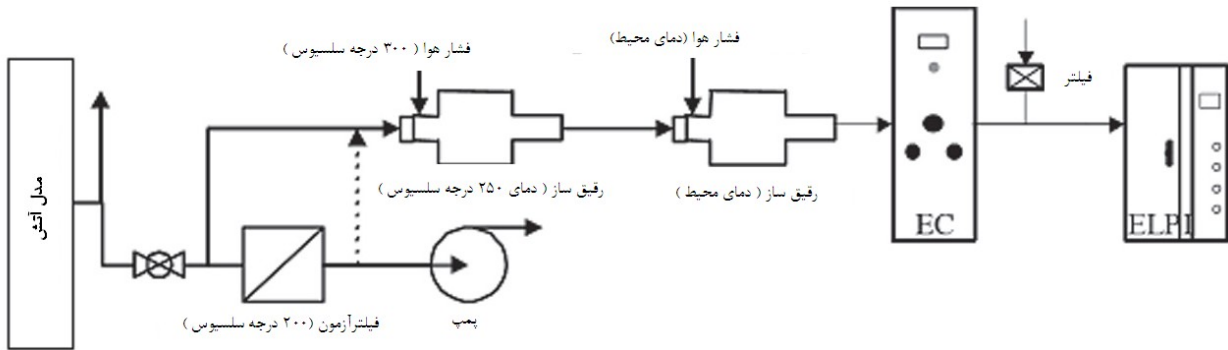 فشار هوا ( ۳۰۰ درجه سلسیوس )
فشار هوا (دمای محیط)
فیلتر
مدل آتش
رقیق ساز ( دمای ۲۵۰ درجه سلسیوس )
رقیق ساز ( دمای محیط )
EC
ELPI
فیلترآزمون (۲۰۰ درجه سلسیوس )
پمپ